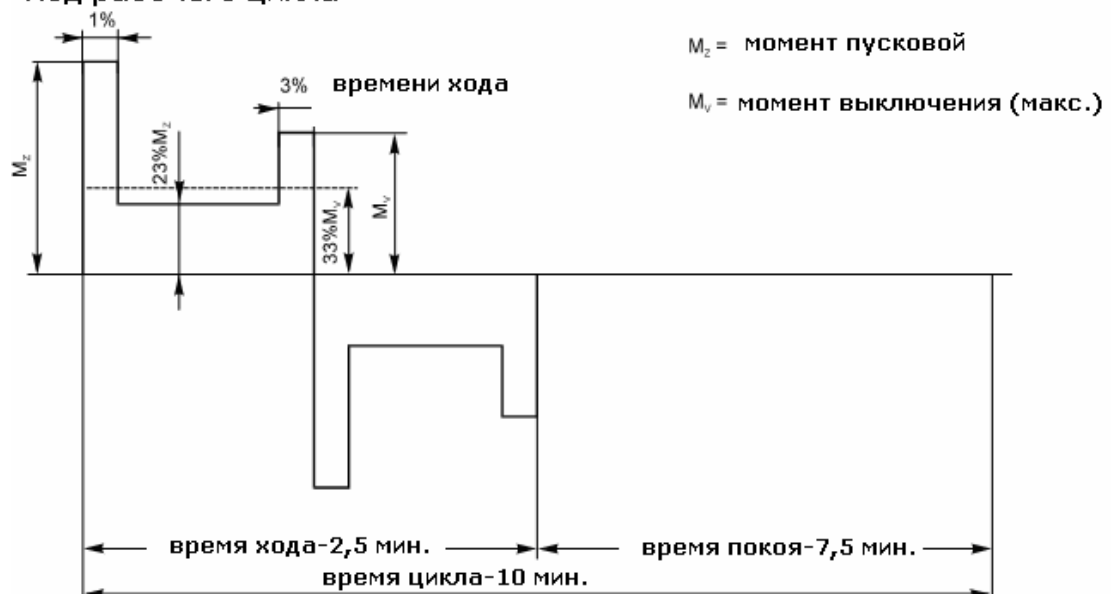 1%
M_z = момент пусковой
3% времени хода
M_v = момент выключения (макс.)
23%M_z
M_z
33%M_v
M_v
время хода-2,5 мин.
время покоя-7,5 мин.
время цикла-10 мин.